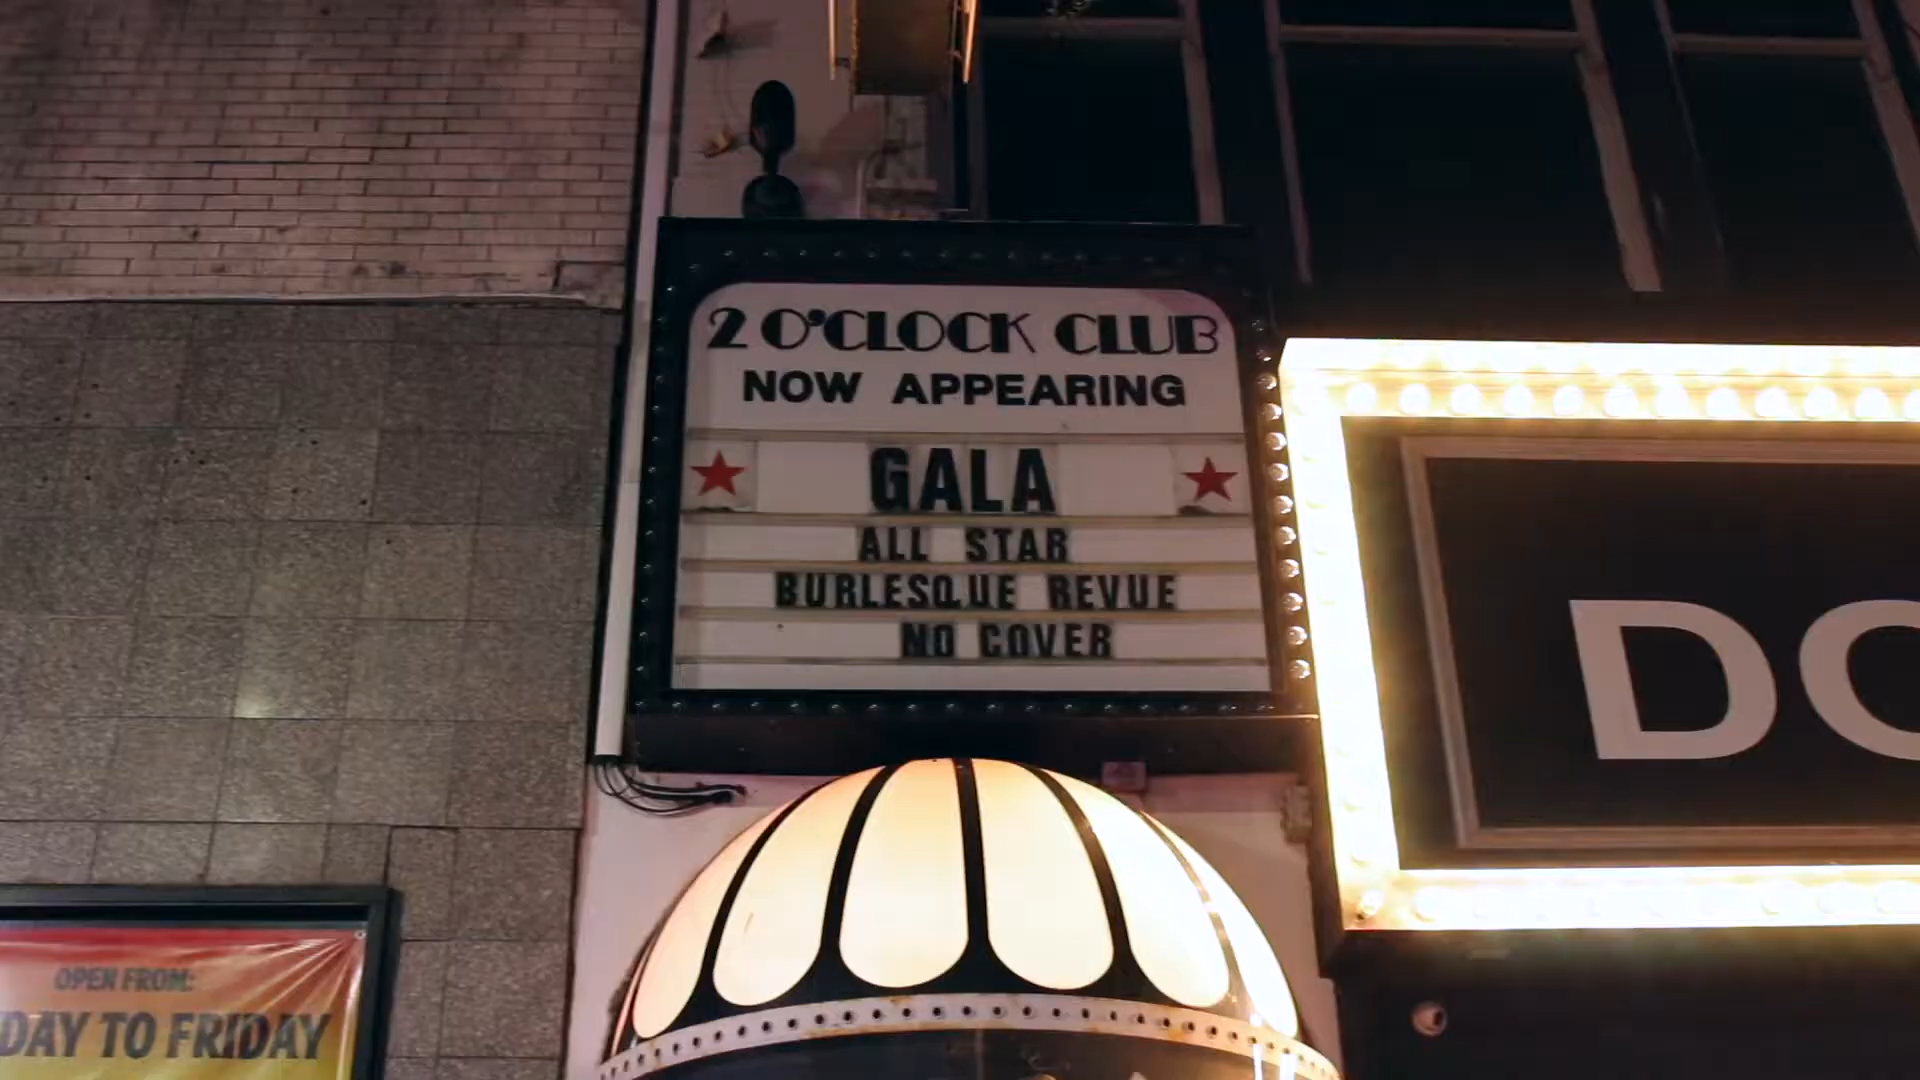 2 O'CLOCK CLUB
NOW APPEARING
GALA
ALL STAR
BURLESQUE REVUE
NO COVER
DO
OPEN FROM:
DAY TO FRIDAY